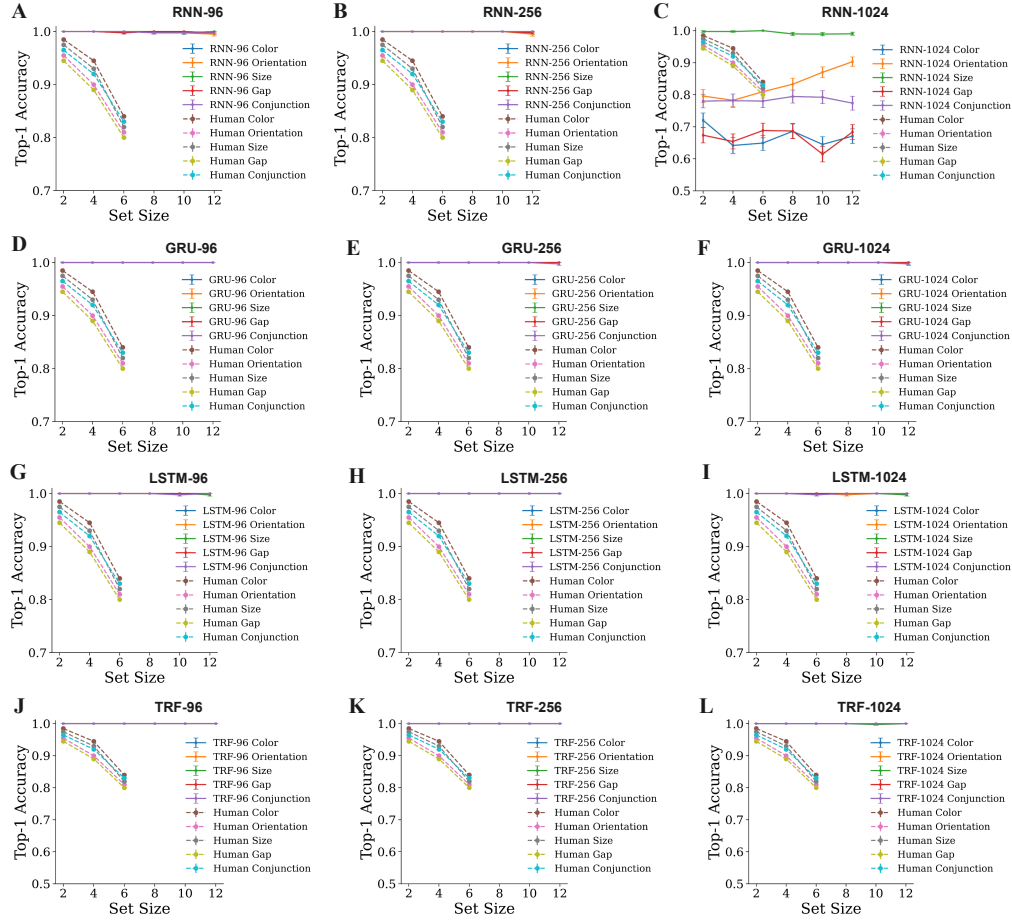 A RNN-96
Top-1 Accuracy
1.0
0.9
0.8
0.7
2 4 6 8 10 12
Set Size
RNN-96 Color
RNN-96 Orientation
RNN-96 Size
RNN-96 Gap
RNN-96 Conjunction
Human Color
Human Orientation
Human Size
Human Gap
Human Conjunction
B RNN-256
Top-1 Accuracy
1.0
0.9
0.8
0.7
2 4 6 8 10 12
Set Size
RNN-256 Color
RNN-256 Orientation
RNN-256 Size
RNN-256 Gap
RNN-256 Conjunction
Human Color
Human Orientation
Human Size
Human Gap
Human Conjunction
C RNN-1024
Top-1 Accuracy
1.0
0.9
0.8
0.7
0.6
0.5
2 4 6 8 10 12
Set Size
RNN-1024 Color
RNN-1024 Orientation
RNN-1024 Size
RNN-1024 Gap
RNN-1024 Conjunction
Human Color
Human Orientation
Human Size
Human Gap
Human Conjunction
D GRU-96
Top-1 Accuracy
1.0
0.9
0.8
0.7
2 4 6 8 10 12
Set Size
GRU-96 Color
GRU-96 Orientation
GRU-96 Size
GRU-96 Gap
GRU-96 Conjunction
Human Color
Human Orientation
Human Size
Human Gap
Human Conjunction
E GRU-256
Top-1 Accuracy
1.0
0.9
0.8
0.7
2 4 6 8 10 12
Set Size
GRU-256 Color
GRU-256 Orientation
GRU-256 Size
GRU-256 Gap
GRU-256 Conjunction
Human Color
Human Orientation
Human Size
Human Gap
Human Conjunction
F GRU-1024
Top-1 Accuracy
1.0
0.9
0.8
0.7
2 4 6 8 10 12
Set Size
GRU-1024 Color
GRU-1024 Orientation
GRU-1024 Size
GRU-1024 Gap
GRU-1024 Conjunction
Human Color
Human Orientation
Human Size
Human Gap
Human Conjunction
G LSTM-96
Top-1 Accuracy
1.0
0.9
0.8
0.7
2 4 6 8 10 12
Set Size
LSTM-96 Color
LSTM-96 Orientation
LSTM-96 Size
LSTM-96 Gap
LSTM-96 Conjunction
Human Color
Human Orientation
Human Size
Human Gap
Human Conjunction
H LSTM-256
Top-1 Accuracy
1.0
0.9
0.8
0.7
2 4 6 8 10 12
Set Size
LSTM-256 Color
LSTM-256 Orientation
LSTM-256 Size
LSTM-256 Gap
LSTM-256 Conjunction
Human Color
Human Orientation
Human Size
Human Gap
Human Conjunction
I LSTM-1024
Top-1 Accuracy
1.0
0.9
0.8
0.7
2 4 6 8 10 12
Set Size
LSTM-1024 Color
LSTM-1024 Orientation
LSTM-1024 Size
LSTM-1024 Gap
LSTM-1024 Conjunction
Human Color
Human Orientation
Human Size
Human Gap
Human Conjunction
J TRF-96
Top-1 Accuracy
1.0
0.9
0.8
0.7
0.6
0.5
2 4 6 8 10 12
Set Size
TRF-96 Color
TRF-96 Orientation
TRF-96 Size
TRF-96 Gap
TRF-96 Conjunction
Human Color
Human Orientation
Human Size
Human Gap
Human Conjunction
K TRF-256
Top-1 Accuracy
1.0
0.9
0.8
0.7
0.6
0.5
2 4 6 8 10 12
Set Size
TRF-256 Color
TRF-256 Orientation
TRF-256 Size
TRF-256 Gap
TRF-256 Conjunction
Human Color
Human Orientation
Human Size
Human Gap
Human Conjunction
L TRF-1024
Top-1 Accuracy
1.0
0.9
0.8
0.7
0.6
0.5
2 4 6 8 10 12
Set Size
TRF-1024 Color
TRF-1024 Orientation
TRF-1024 Size
TRF-1024 Gap
TRF-1024 Conjunction
Human Color
Human Orientation
Human Size
Human Gap
Human Conjunction